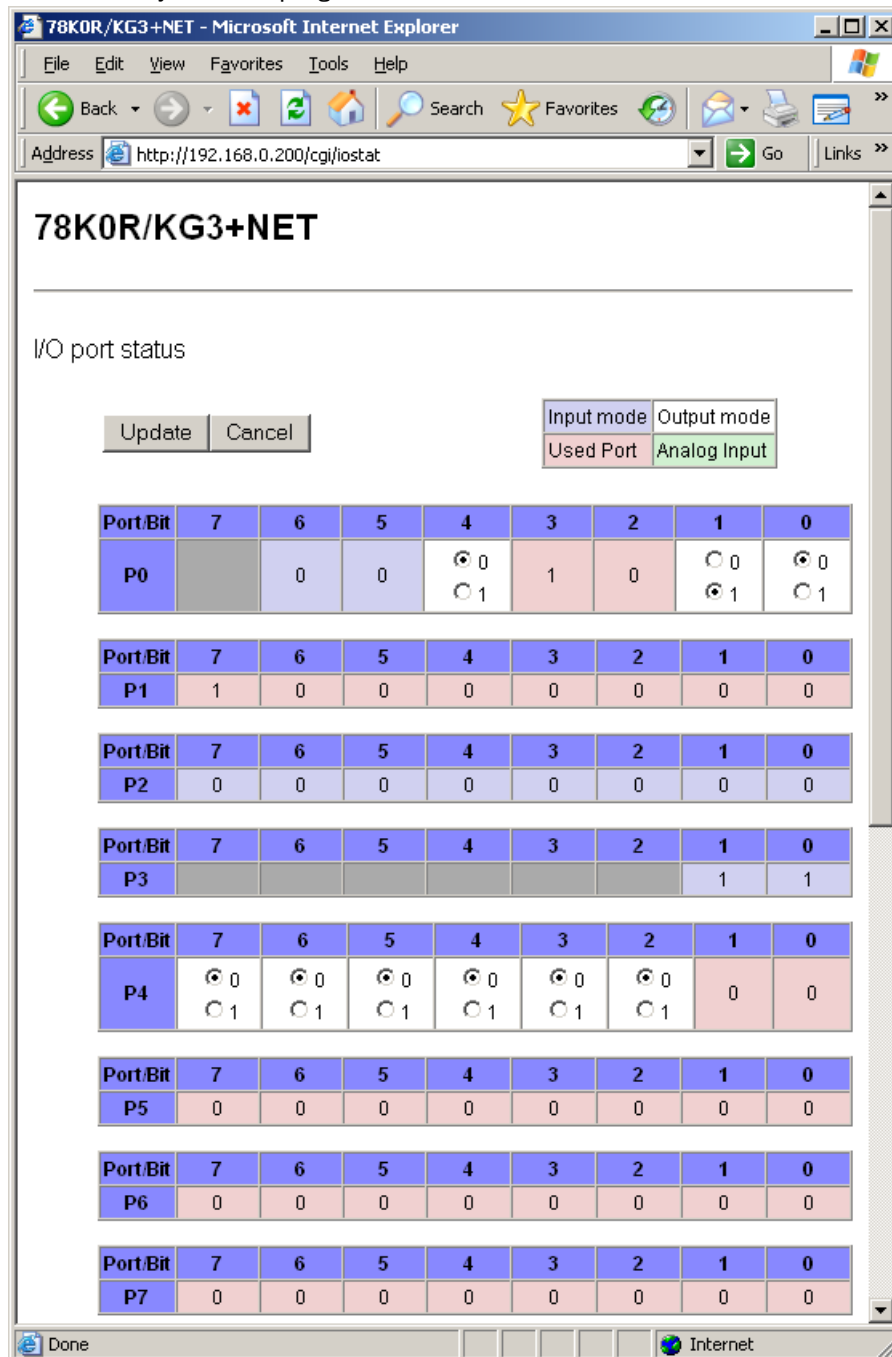 78K0R/KG3+NET - Microsoft Internet Explorer
File Edit View Favorites Tools Help
Back Search Favorites »
Address http://192.168.0.200/cgi/iostat Go Links »
78K0R/KG3+NET
I/O port status
Update Cancel
Input mode Output mode
Used Port Analog Input
Port/Bit 7 6 5 4 3 2 1 0
P0 0 0 0 1 1 0 0 1 0 1
Port/Bit 7 6 5 4 3 2 1 0
P1 1 0 0 0 0 0 0 0
Port/Bit 7 6 5 4 3 2 1 0
P2 0 0 0 0 0 0 0 0
Port/Bit 7 6 5 4 3 2 1 0
P3 1 1
Port/Bit 7 6 5 4 3 2 1 0
P4 0 1 0 1 0 1 0 1 0 1 0 1 0 0
Port/Bit 7 6 5 4 3 2 1 0
P5 0 0 0 0 0 0 0 0
Port/Bit 7 6 5 4 3 2 1 0
P6 0 0 0 0 0 0 0 0
Port/Bit 7 6 5 4 3 2 1 0
P7 0 0 0 0 0 0 0 0
Done Internet